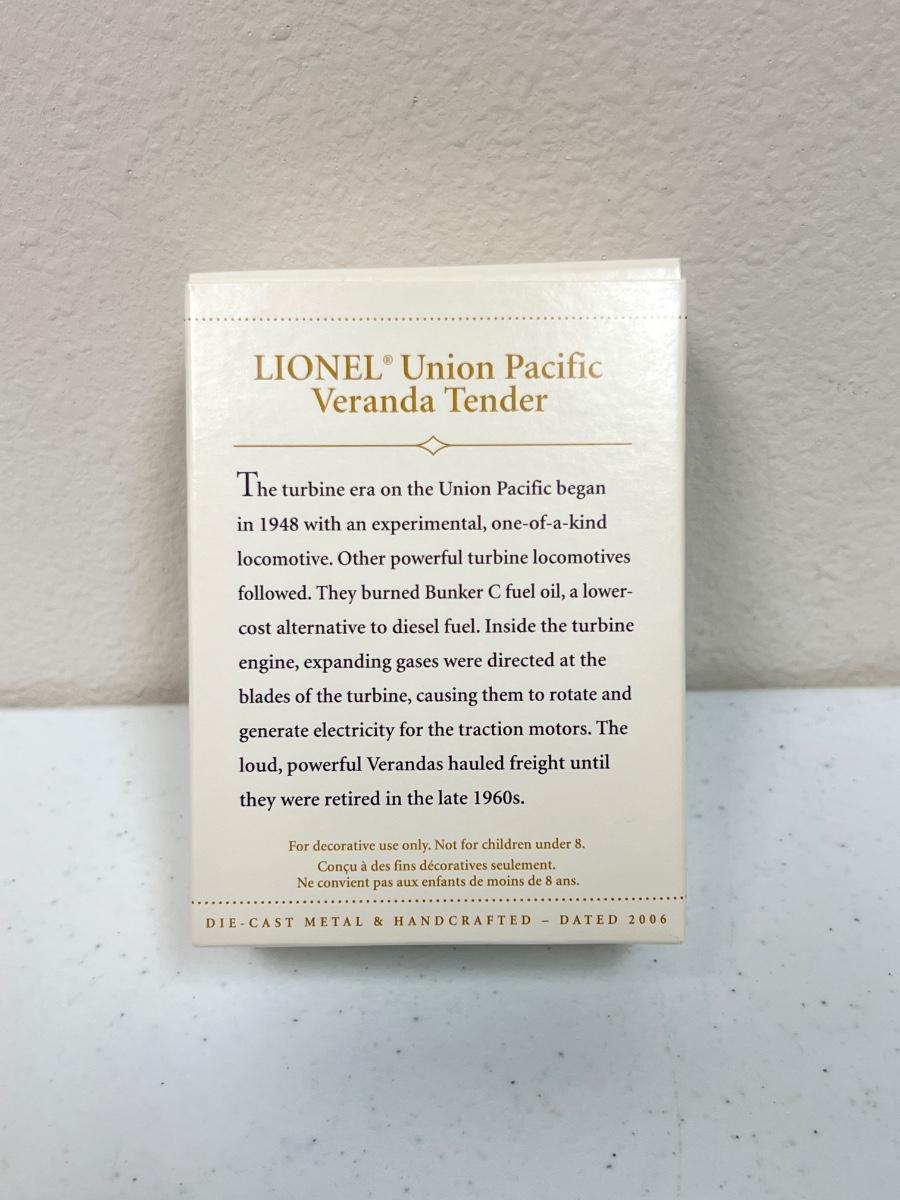 LIONEL® Union Pacific
Veranda Tender
The turbine era on the Union Pacific began
in 1948 with an experimental, one-of-a-kind
locomotive. Other powerful turbine locomotives
followed. They burned Bunker C fuel oil, a lower-
cost alternative to diesel fuel. Inside the turbine
engine, expanding gases were directed at the
blades of the turbine, causing them to rotate and
generate electricity for the traction motors. The
loud, powerful Verandas hauled freight until
they were retired in the late 1960s.
For decorative use only. Not for children under 8.
Conçu à des fins décoratives seulement.
Ne convient pas aux enfants de moins de 8 ans.
DIE-CAST METAL & HANDCRAFTED – DATED 2006